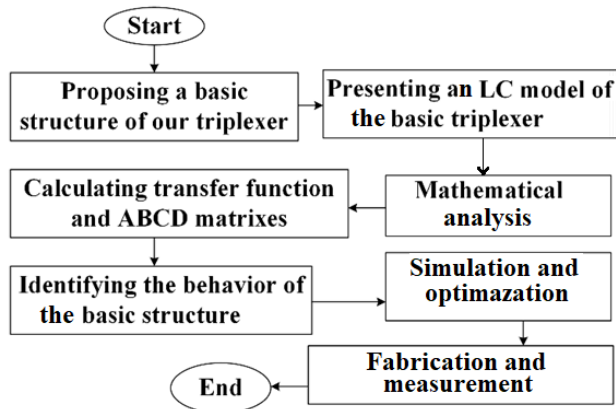 Start
Proposing a basic
structure of our triplexer
Presenting an LC model of
the basic triplexer
Mathematical
analysis
Calculating transfer function
and ABCD matrixes
Identifying the behavior of
the basic structure
Simulation and
optimazation
Fabrication and
measurement
End